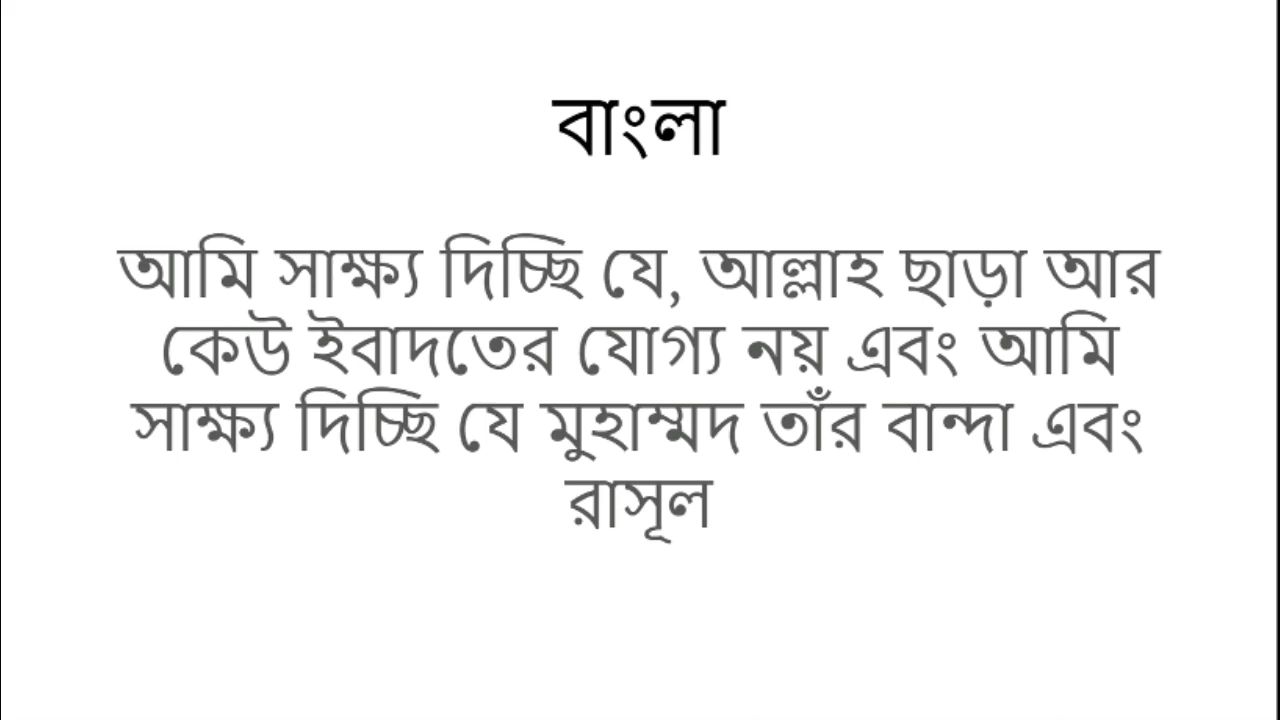 বাংলা
আমি সাক্ষ্য দিচ্ছি যে, আল্লাহ ছাড়া আর
কেউ ইবাদতের যোগ্য নয় এবং আমি
সাক্ষ্য দিচ্ছি যে মুহাম্মদ তাঁর বান্দা এবং
রাসূল